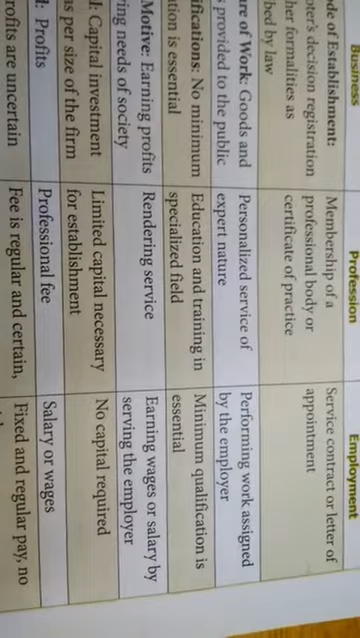 Business
Profession
Employment
de of Establishment:
oter's decision registration
her formalities as
bed by law
Membership of a
professional body or
certificate of practice
Service contract or letter of
appointment
re of Work: Goods and
provided to the public
Personalized service of
expert nature
Performing work assigned
by the employer
ifications: No minimum
tion is essential
Education and training in
specialized field
Minimum qualification is
essential
Motive: Earning profits
ing needs of society
Rendering service
Earning wages or salary by
serving the employer
: Capital investment
as per size of the firm
Limited capital necessary
for establishment
No capital required
: Profits
Professional fee
Salary or wages
rofits are uncertain
Fee is regular and certain,
Fixed and regular pay, no